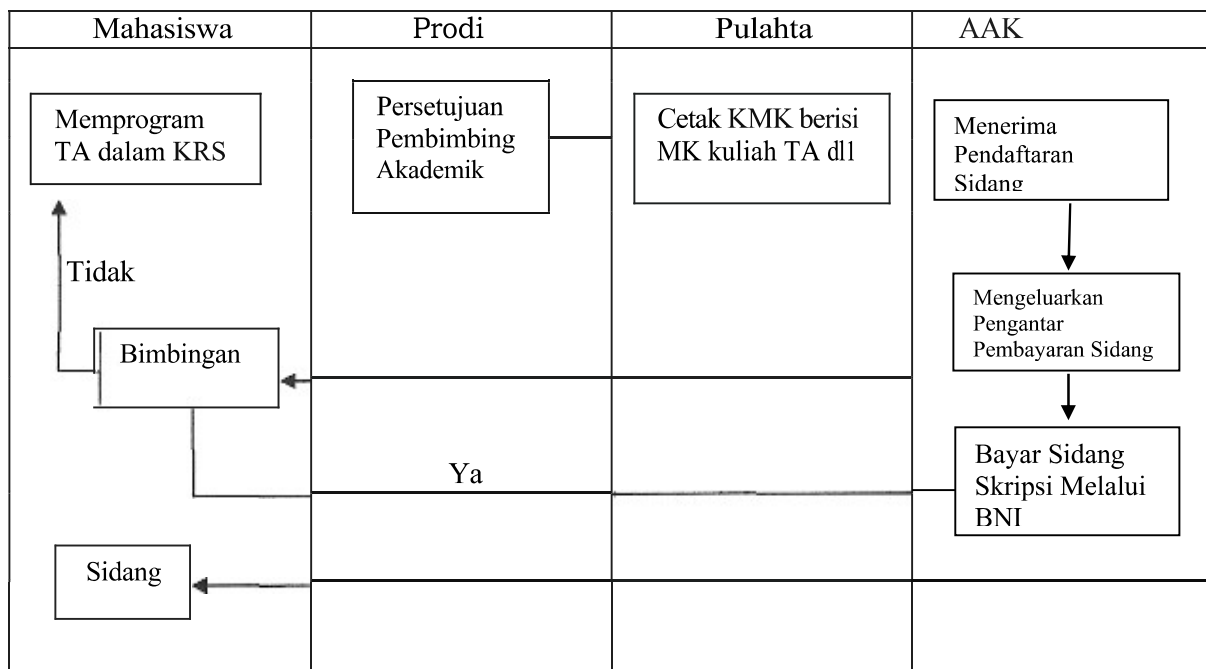 Mahasiswa
Prodi
Pulahta
AAK
Memprogram
TA dalam KRS
Persetujuan
Pembimbing
Akademik
Cetak KMK berisi
MK kuliah TA dll
Menerima
Pendaftaran
Sidang
Tidak
Mengeluarkan
Pengantar
Pembayaran Sidang
Bimbingan
Ya
Bayar Sidang
Skripsi Melalui
BNI
Sidang